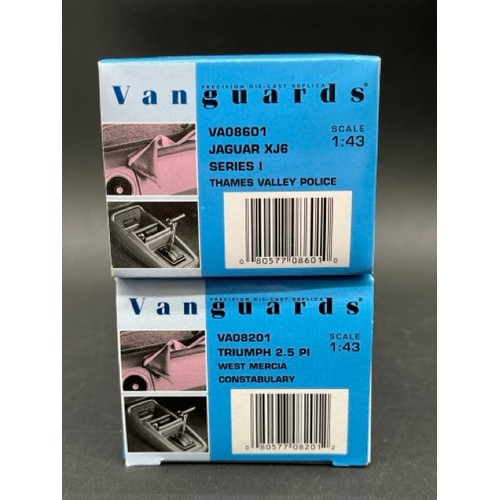 Vanguards®
PRECISION DIE-CAST REPLICA
VA08601
JAGUAR XJ6
SERIES I
THAMES VALLEY POLICE
SCALE
1:43
0 80577 08601 0
Vanguards®
PRECISION DIE-CAST REPLICA
VA08201
TRIUMPH 2.5 PI
WEST MERCIA
CONSTABULARY
SCALE
1:43
0 80577 08201 2